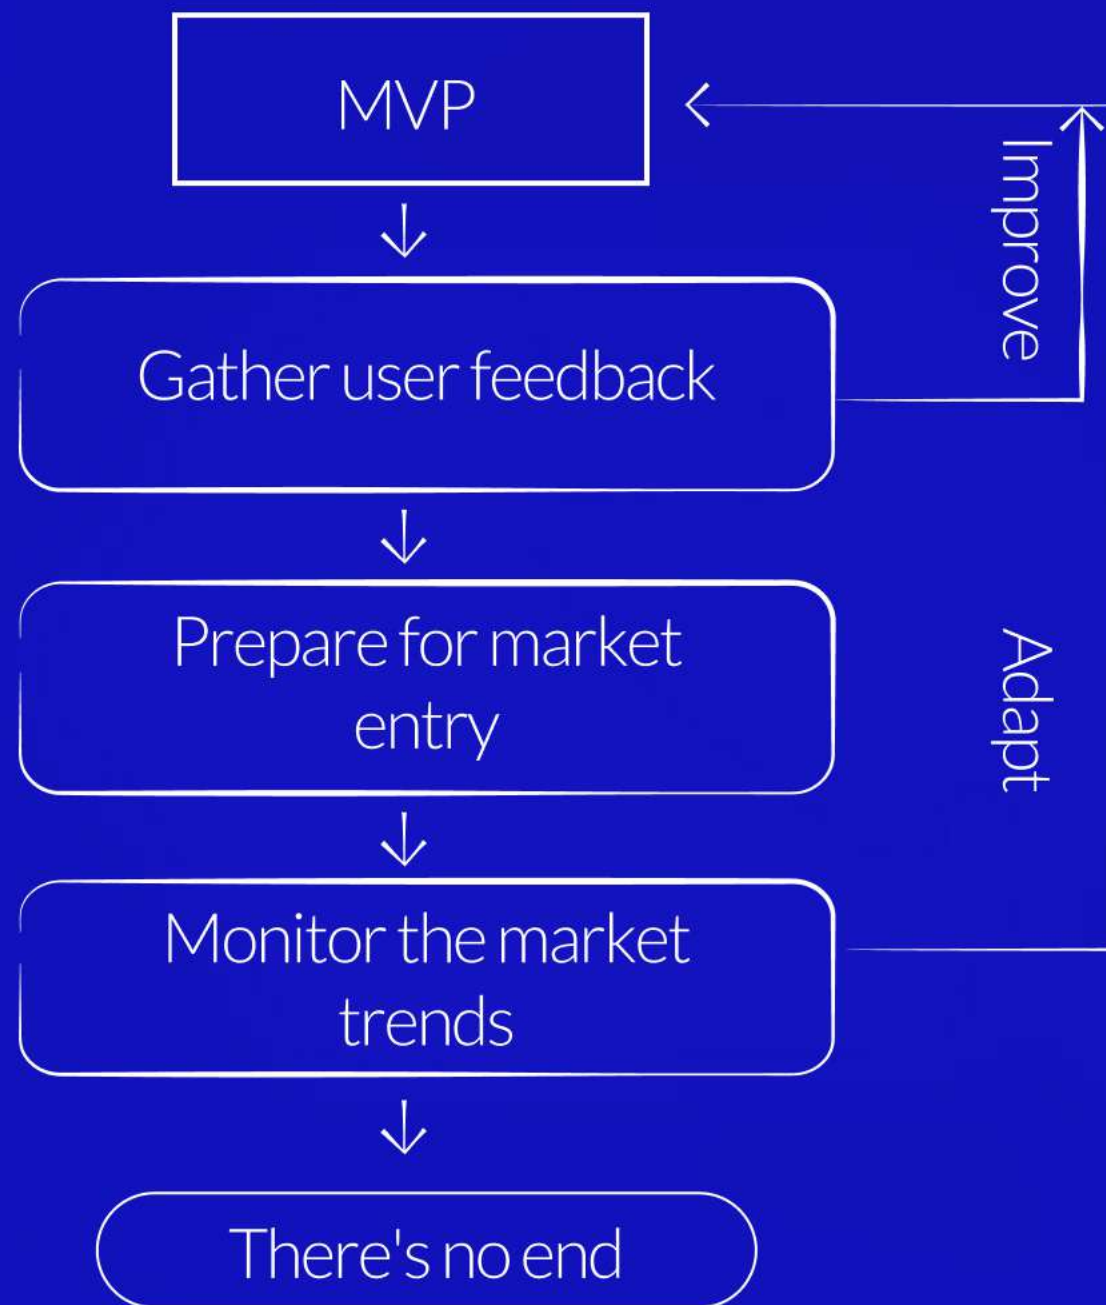 MVP
Improve
Gather user feedback
Prepare for market
entry
Adapt
Monitor the market
trends
There's no end